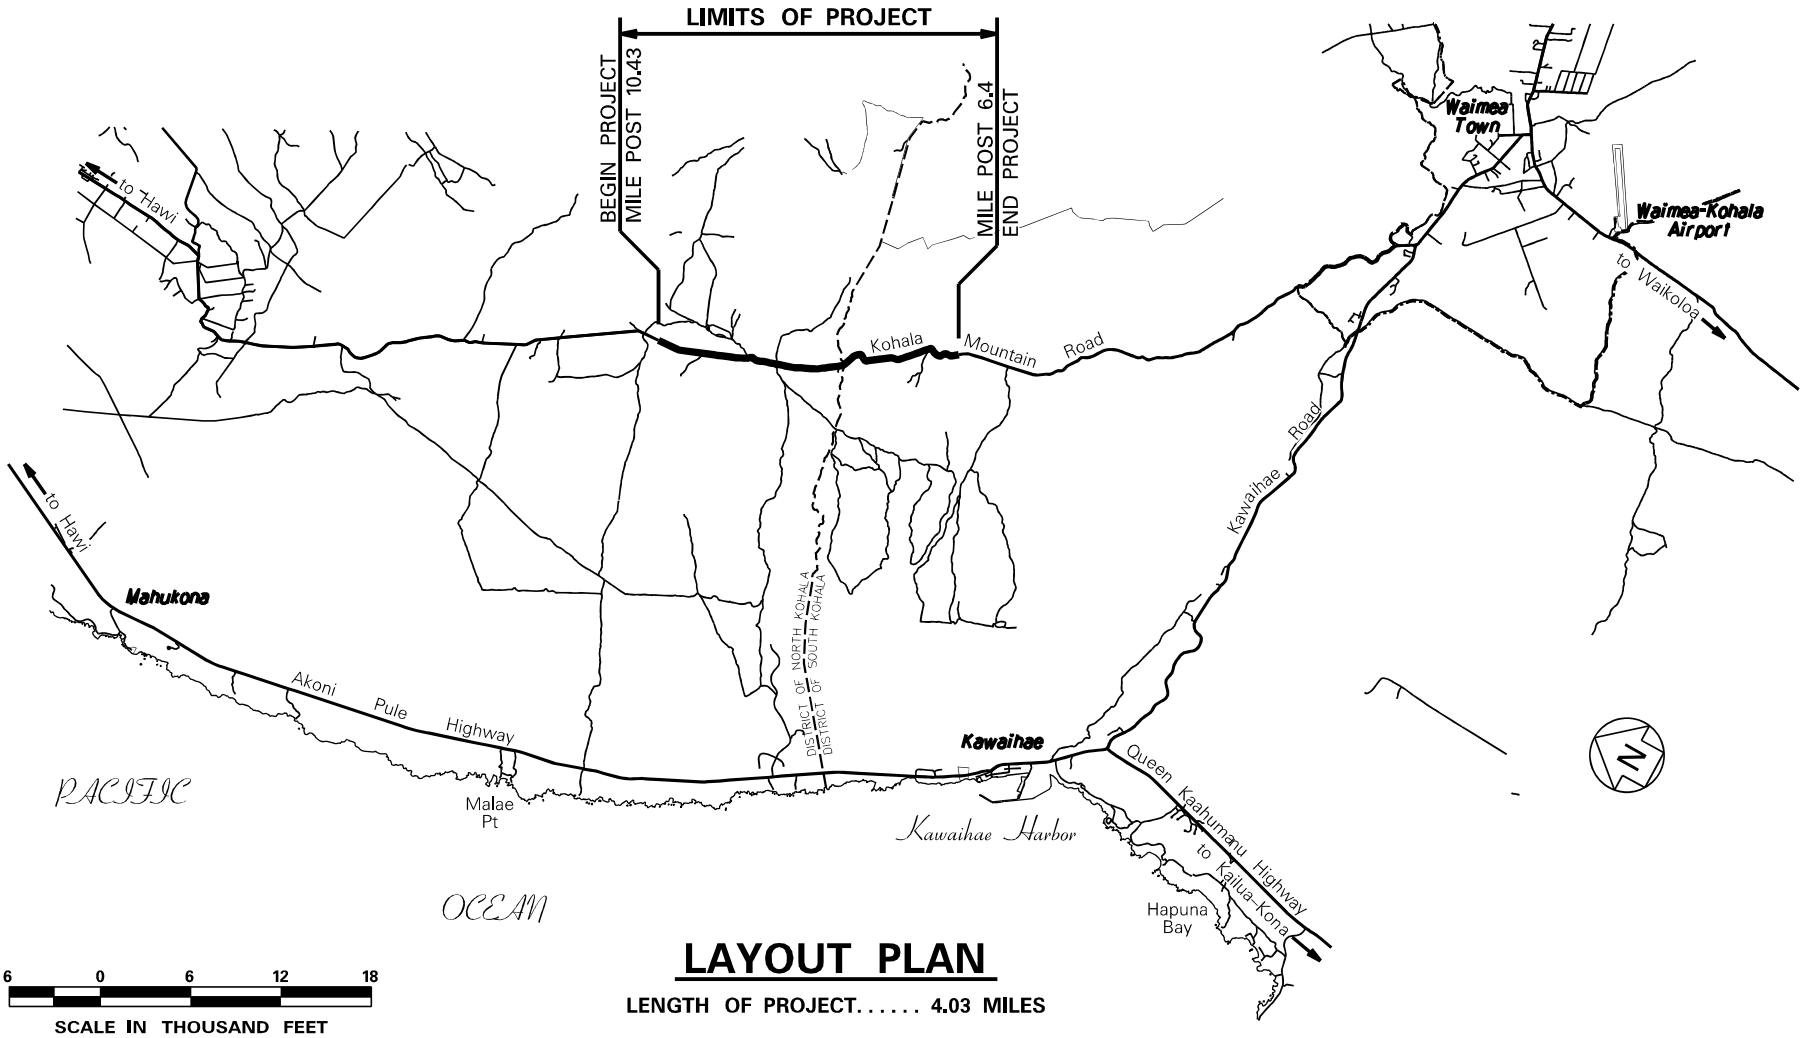 LIMITS OF PROJECT
BEGIN PROJECT
MILE POST 10.43
MILE POST 6.4
END PROJECT
Waimea
Town
Waimea-Kohala
Airport
to Hawi
to Waikoloa
Kohala Mountain Road
Kawaihae Road
to Hawi
Mahukona
DISTRICT OF NORTH KOHALA
DISTRICT OF SOUTH KOHALA
Akoni Pule Highway
Kawaihae
Queen Kaahumanu Highway
to Kailua-Kona
N
PACIFIC
Malae
Pt
Kawaihae Harbor
OCEAN
Hapuna
Bay
LAYOUT PLAN
LENGTH OF PROJECT...... 4.03 MILES
6 0 6 12 18
SCALE IN THOUSAND FEET